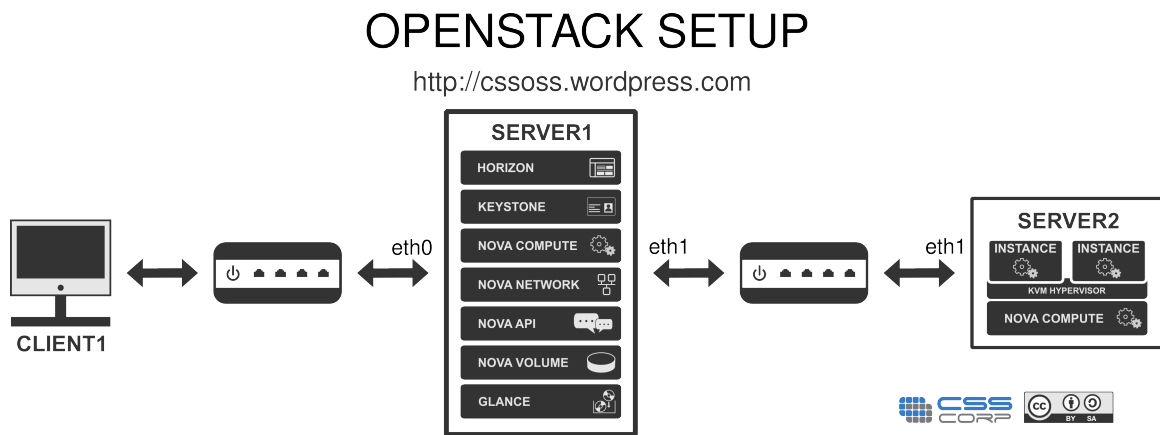 OPENSTACK SETUP
http://cssoss.wordpress.com
SERVER1
HORIZON
KEYSTONE
NOVA COMPUTE
NOVA NETWORK
NOVA API
NOVA VOLUME
GLANCE
CLIENT1
eth0
eth1
eth1
SERVER2
INSTANCE INSTANCE
KVM HYPERVISOR
NOVA COMPUTE
CSS
CORP
cc
BY SA